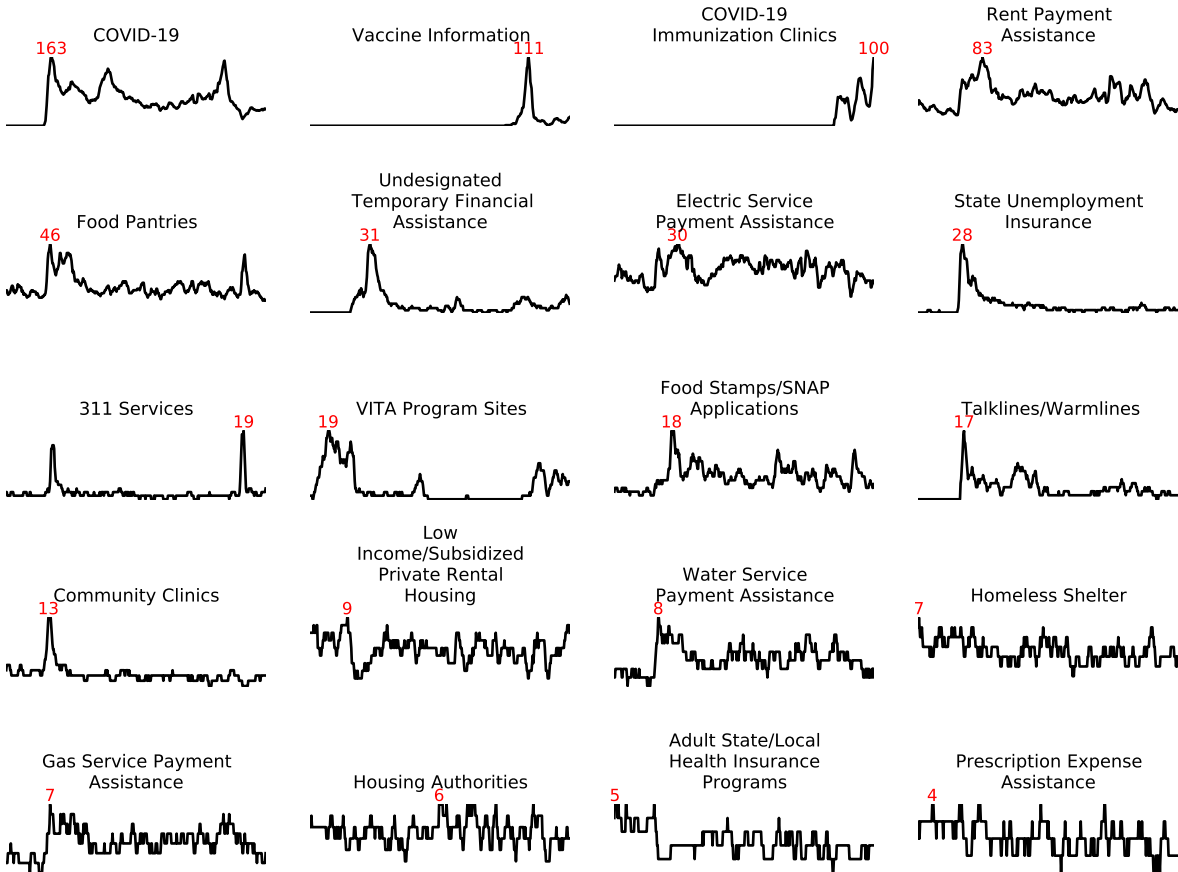 COVID-19
163
Vaccine Information
111
COVID-19
Immunization Clinics
100
Rent Payment
Assistance
83
Food Pantries
46
Undesignated
Temporary Financial
Assistance
31
Electric Service
Payment Assistance
30
State Unemployment
Insurance
28
311 Services
19
VITA Program Sites
19
Food Stamps/SNAP
Applications
18
Talklines/Warmlines
17
Community Clinics
13
Low
Income/Subsidized
Private Rental
Housing
9
Water Service
Payment Assistance
8
Homeless Shelter
7
Gas Service Payment
Assistance
7
Housing Authorities
6
Adult State/Local
Health Insurance
Programs
5
Prescription Expense
Assistance
4